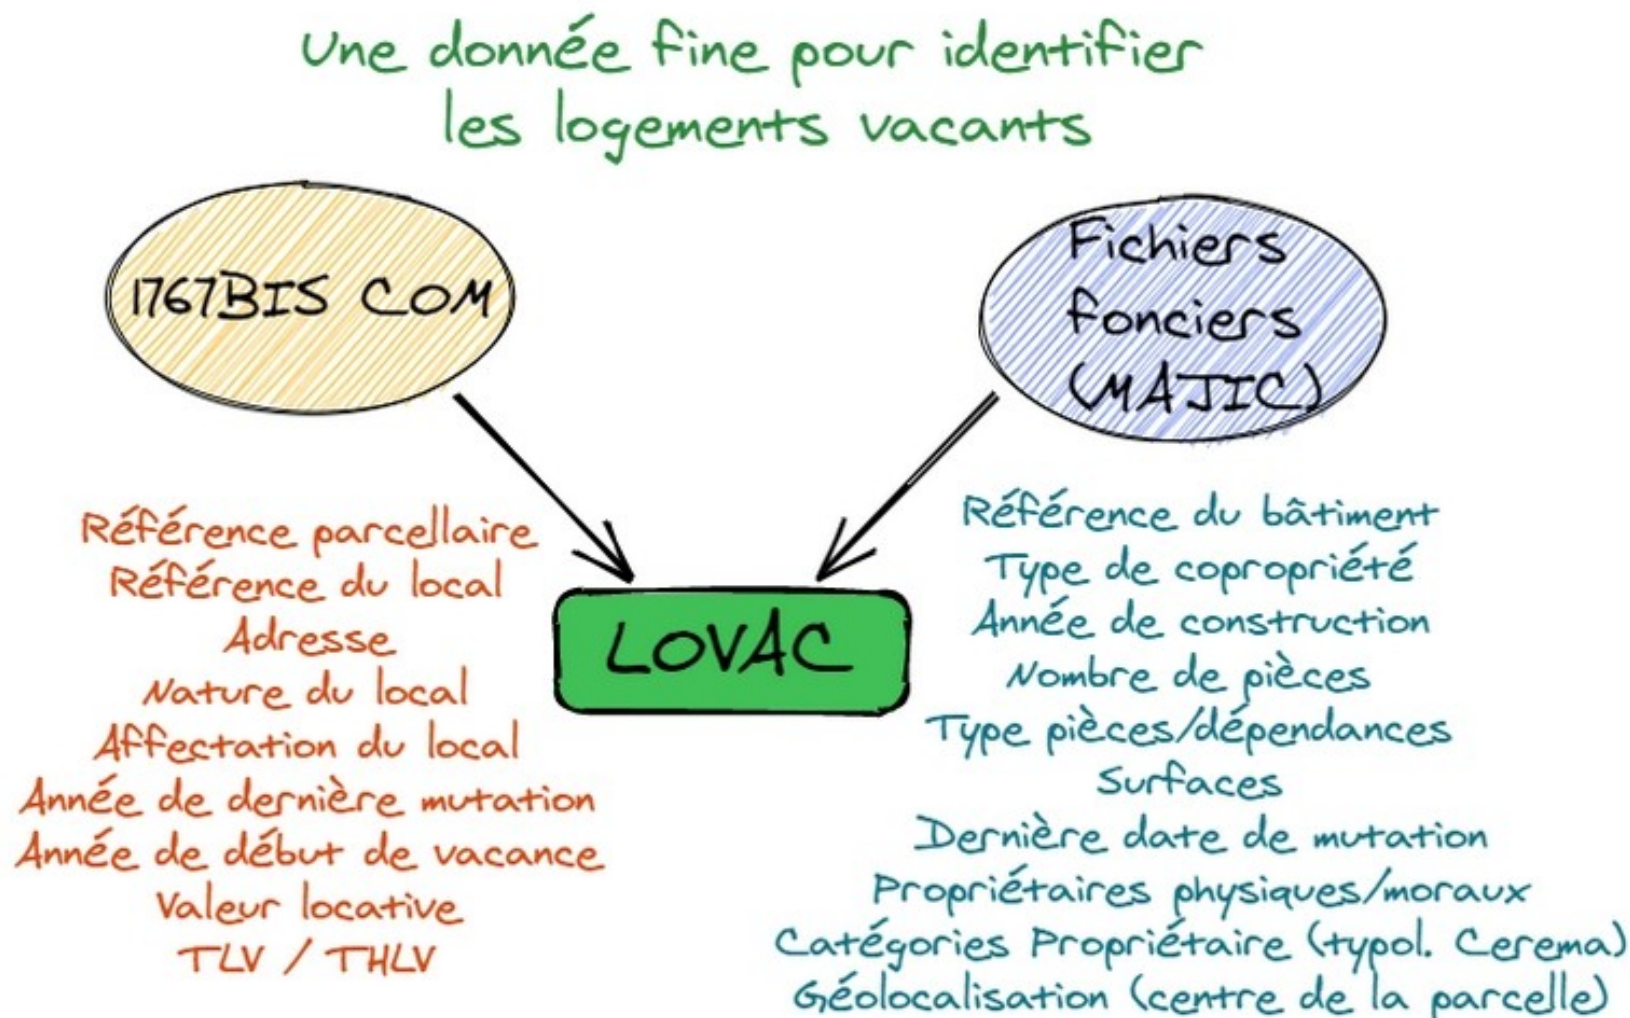 Une donnée fine pour identifier
les logements vacants
1767BIS COM
Fichiers
fonciers
(MAJIC)
LOVAC
Référence parcellaire
Référence du local
Adresse
Nature du local
Affectation du local
Année de dernière mutation
Année de début de vacance
Valeur locative
TLV / THLV
Référence du bâtiment
Type de copropriété
Année de construction
Nombre de pièces
Type pièces/dépendances
Surfaces
Dernière date de mutation
Propriétaires physiques/moraux
Catégories Propriétaire (typol. Cerema)
Géolocalisation (centre de la parcelle)